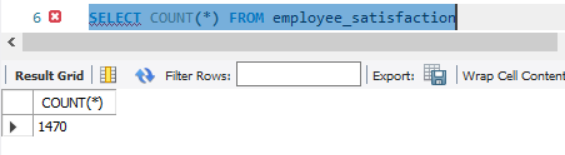 6 SELECT COUNT(*) FROM employee_satisfaction
Result Grid Filter Rows: Export: Wrap Cell Content
COUNT(*)
1470